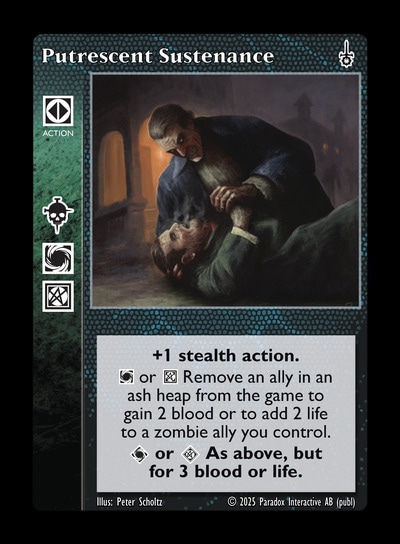 Putrescent Sustenance
ACTION
+1 stealth action.
or Remove an ally in an
ash heap from the game to
gain 2 blood or to add 2 life
to a zombie ally you control.
or As above, but
for 3 blood or life.
Illus: Peter Scholtz © 2025 Paradox Interactive AB (publ)